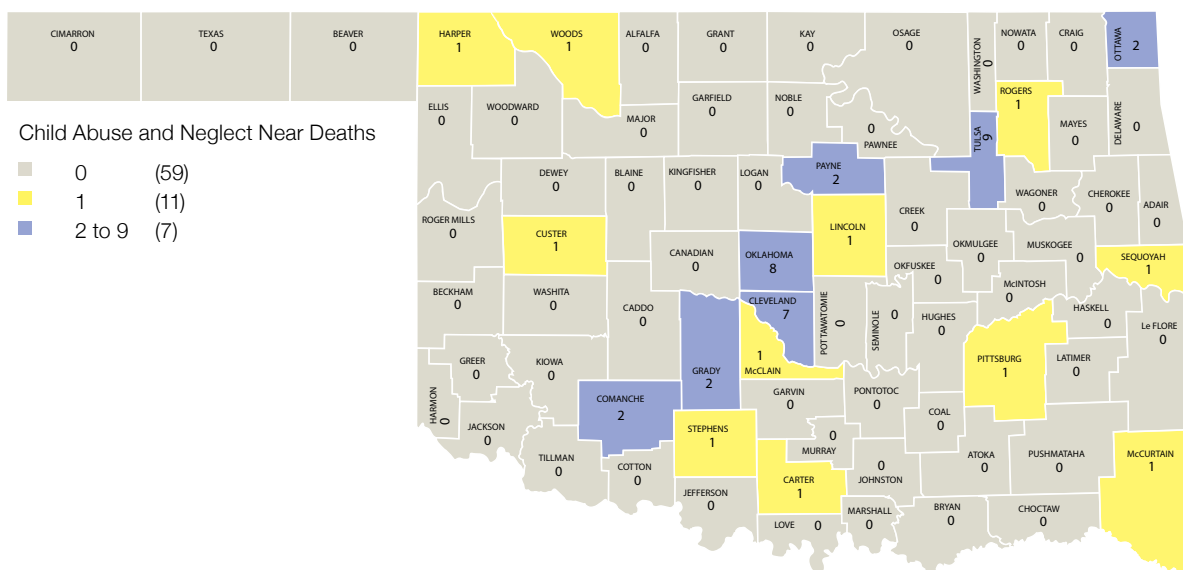 CIMARRON
0
TEXAS
0
BEAVER
0
HARPER
1
WOODS
1
ALFALFA
0
GRANT
0
KAY
0
OSAGE
0
WASHINGTON
0
NOWATA
0
CRAIG
0
OTTAWA
2
ELLIS
0
WOODWARD
0
MAJOR
0
GARFIELD
0
NOBLE
0
0
PAWNEE
ROGERS
1
MAYES
0
DELAWARE
0
TULSA
9
Child Abuse and Neglect Near Deaths
0 (59)
1 (11)
2 to 9 (7)
DEWEY
0
BLAINE
0
KINGFISHER
0
LOGAN
0
PAYNE
2
WAGONER
0
CHEROKEE
0
ADAIR
0
ROGER MILLS
0
CUSTER
1
CANADIAN
0
OKLAHOMA
8
LINCOLN
1
CREEK
0
OKMULGEE
0
MUSKOGEE
0
SEQUOYAH
1
OKFUSKEE
0
McINTOSH
0
BECKHAM
0
WASHITA
0
CADDO
0
CLEVELAND
7
POTTAWATOMIE
0
SEMINOLE
0
HUGHES
0
HASKELL
0
Le FLORE
0
GREER
0
KIOWA
0
GRADY
2
1
McCLAIN
PITTSBURG
1
LATIMER
0
HARMON
0
JACKSON
0
COMANCHE
2
GARVIN
0
PONTOTOC
0
COAL
0
STEPHENS
1
0
MURRAY
TILLMAN
0
COTTON
0
CARTER
1
0
JOHNSTON
ATOKA
0
PUSHMATAHA
0
McCURTAIN
1
JEFFERSON
0
LOVE 0
MARSHALL
0
BRYAN
0
CHOCTAW
0